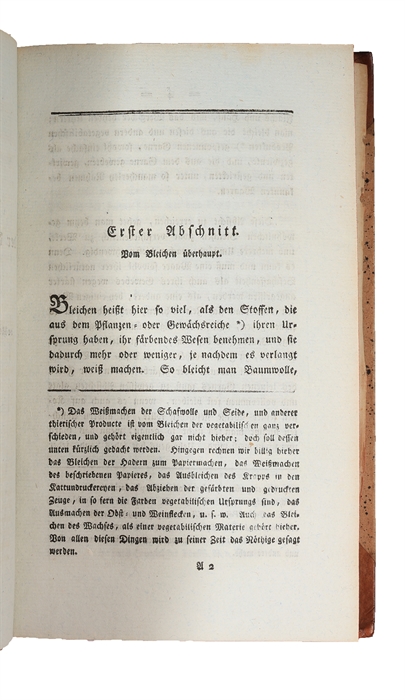 Erster Abschnitt.
Vom Bleichen überhaupt.
Bleichen heißt hier so viel, als den Stoffen, die
aus dem Pflanzen- oder Gewächsreiche *) ihren Ur-
sprung haben, ihr färbendes Wesen benehmen, und sie
dadurch mehr oder weniger, je nachdem es verlangt
wird, weiß machen. So bleicht man Baumwolle,
*) Das Weißmachen der Schafwolle und Seide, und anderer
thierischer Producte ist vom Bleichen der vegetabilischen ganz ver-
schieden, und gehört eigentlich gar nicht hieher; doch soll dessen
unten kürzlich gedacht werden. Hingegen rechnen wir billig hieher
das Bleichen der Hadern zum Papiermachen, das Weißmachen
des beschriebenen Papieres, das Ausbleichen des Krapps in den
Kattundruckereyen, das Abziehen der gefärbten und gedruckten
Zeuge, in so fern die Farben vegetabilischen Ursprungs sind, das
Ausmachen der Obst- und Weinflecken, u. s. w. Auch das Blei-
chen des Wachses, als einer vegetabilischen Materie gehört hieher.
Von allen diesen Dingen wird zu seiner Zeit das Nöthige gesagt
werden.
A 2